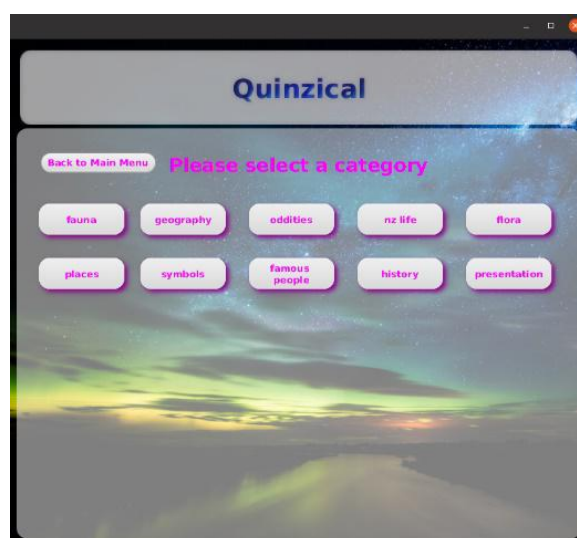 Quinzical
Back to Main Menu
Please select a category
fauna
geography
oddities
nz life
flora
places
symbols
famous
people
history
presentation